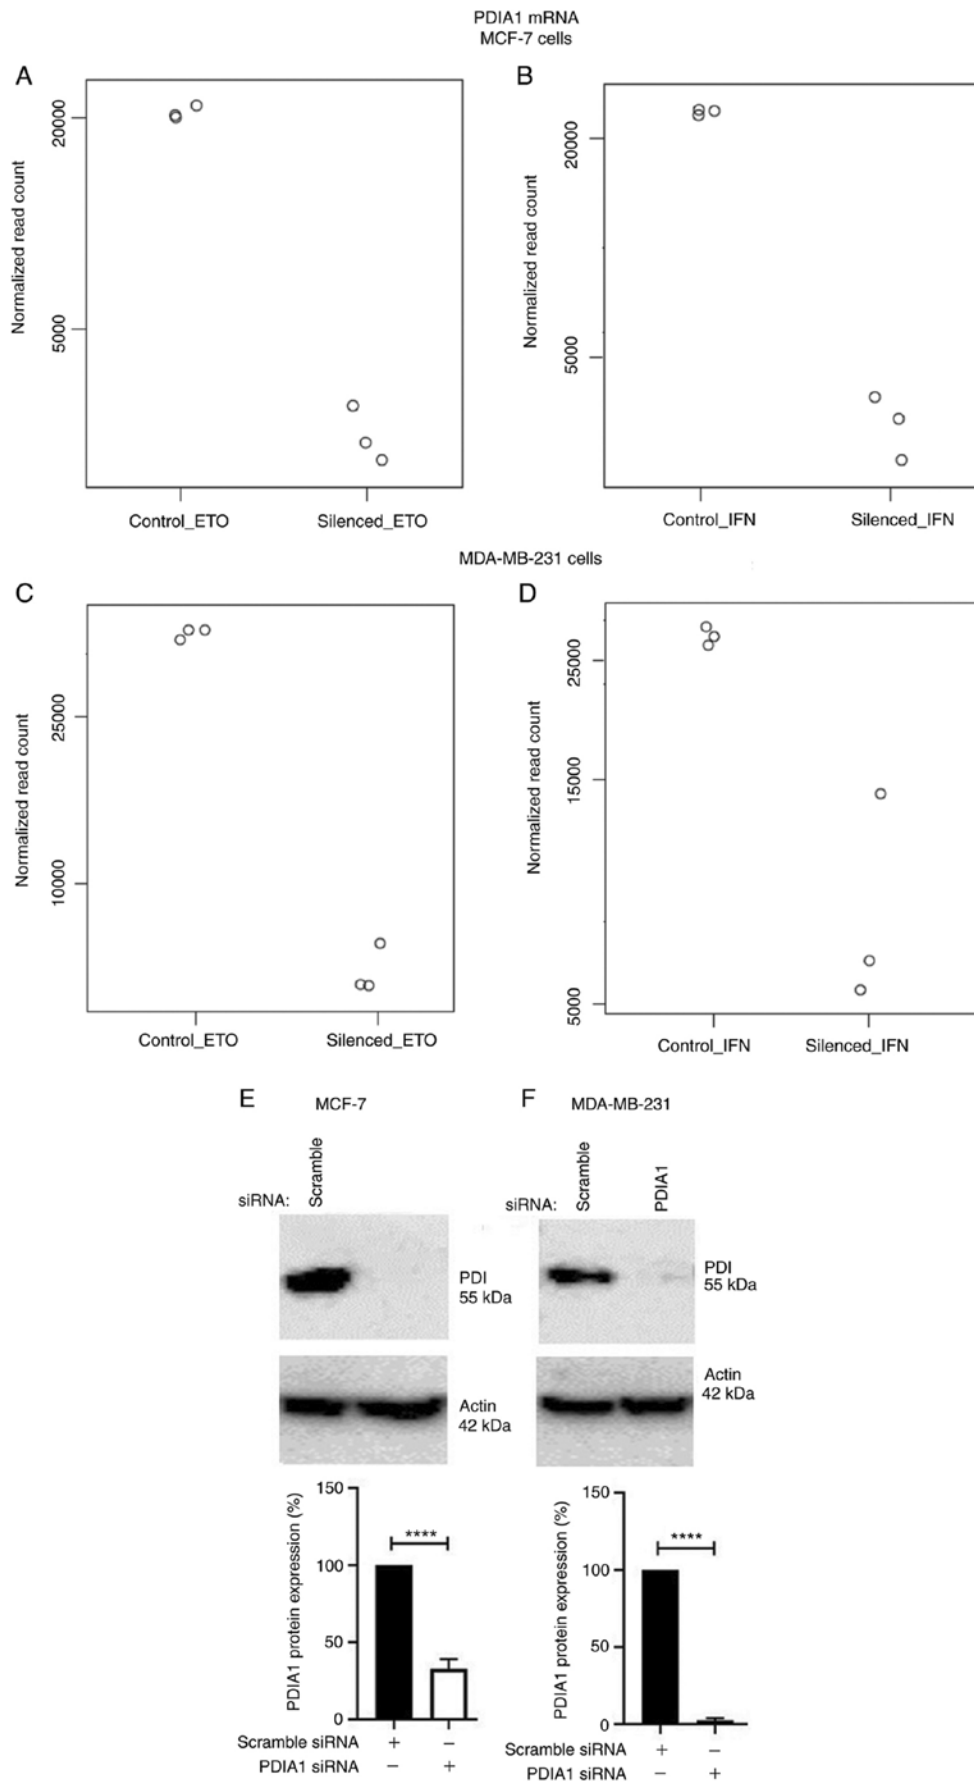 PDIA1 mRNA
MCF-7 cells
A
B
Normalized read count
20000
5000
Control_ETO
Silenced_ETO
Normalized read count
20000
5000
Control_IFN
Silenced_IFN
MDA-MB-231 cells
C
D
Normalized read count
25000
10000
Control_ETO
Silenced_ETO
Normalized read count
25000
15000
5000
Control_IFN
Silenced_IFN
E
MCF-7
siRNA:
Scramble
PDI
55 kDa
Actin
42 kDa
PDIA1 protein expression (%)
150
100
50
0
****
Scramble siRNA + −
PDIA1 siRNA − +
F
MDA-MB-231
siRNA:
Scramble
PDIA1
PDI
55 kDa
Actin
42 kDa
PDIA1 protein expression (%)
150
100
50
0
****
Scramble siRNA + −
PDIA1 siRNA − +